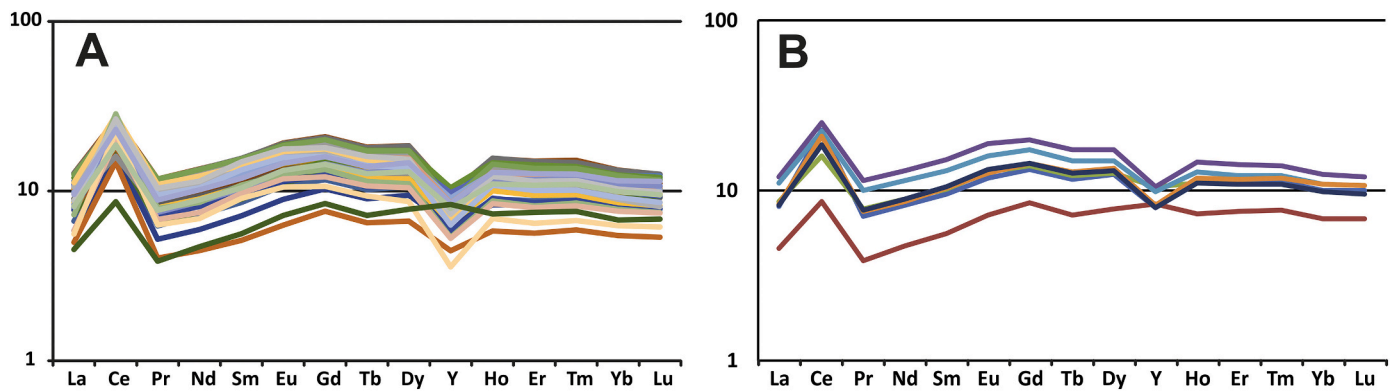 100
A
10
1
La Ce Pr Nd Sm Eu Gd Tb Dy Y Ho Er Tm Yb Lu
100
B
10
1
La Ce Pr Nd Sm Eu Gd Tb Dy Y Ho Er Tm Yb Lu